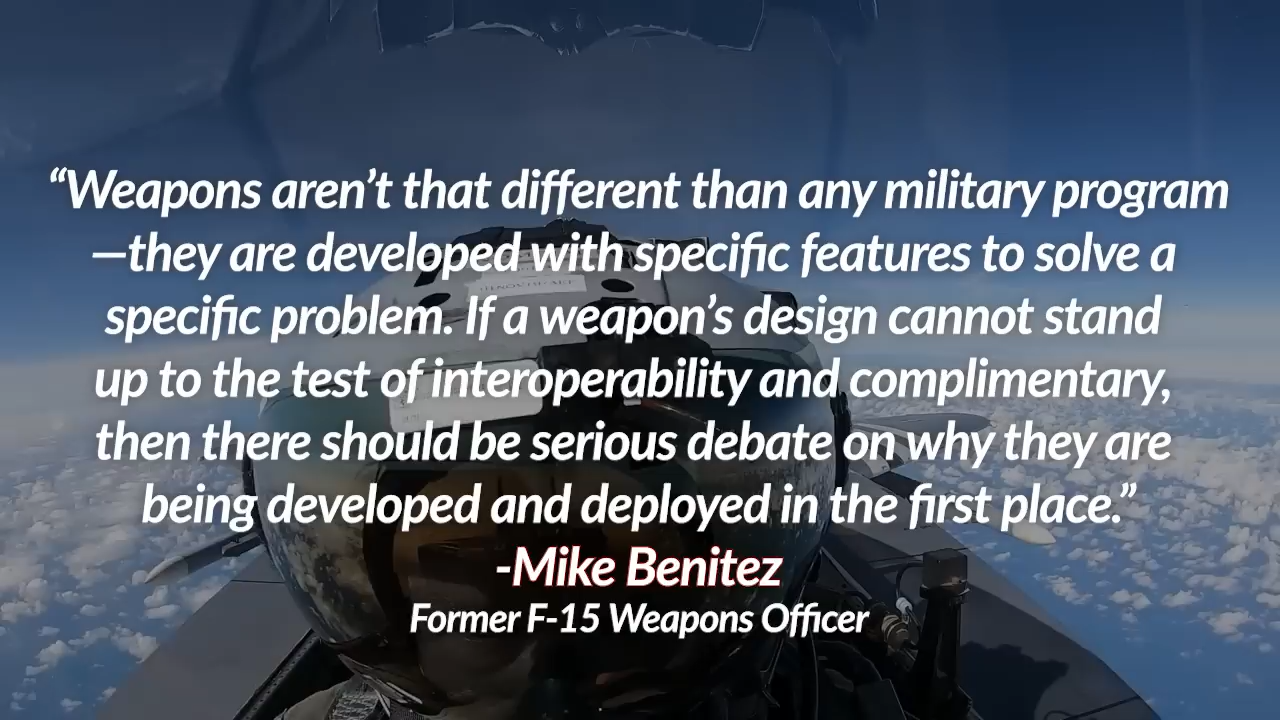 “Weapons aren’t that different than any military program
—they are developed with specific features to solve a
specific problem. If a weapon’s design cannot stand
up to the test of interoperability and complimentary,
then there should be serious debate on why they are
being developed and deployed in the first place.”
-Mike Benitez
Former F-15 Weapons Officer